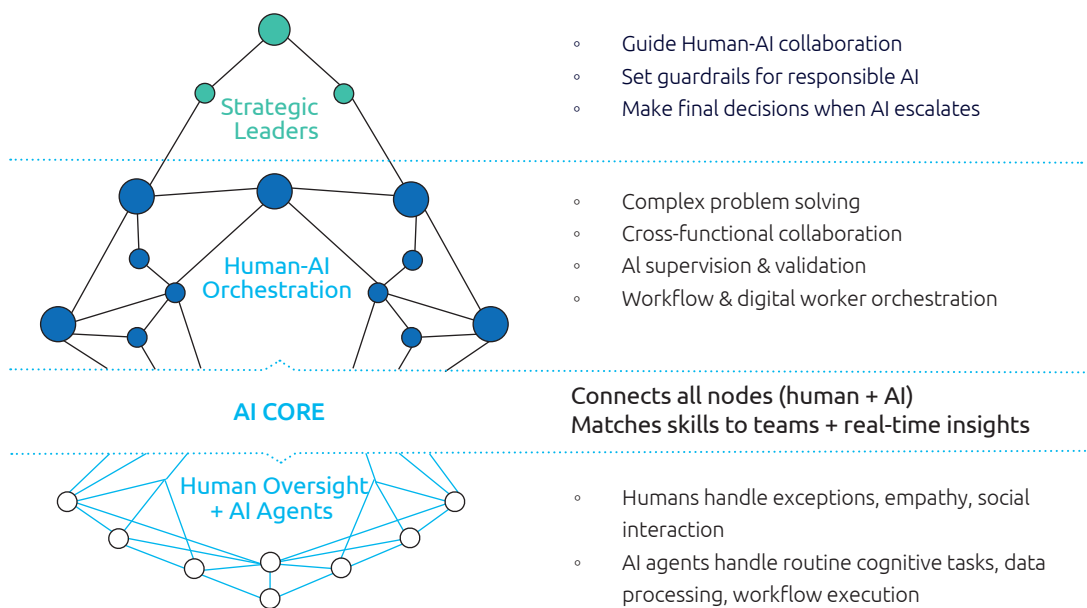 Strategic
Leaders
◦ Guide Human-AI collaboration
◦ Set guardrails for responsible AI
◦ Make final decisions when AI escalates
Human-AI
Orchestration
◦ Complex problem solving
◦ Cross-functional collaboration
◦ Al supervision & validation
◦ Workflow & digital worker orchestration
AI CORE
Connects all nodes (human + AI)
Matches skills to teams + real-time insights
Human Oversight
+ AI Agents
◦ Humans handle exceptions, empathy, social
interaction
◦ AI agents handle routine cognitive tasks, data
processing, workflow execution